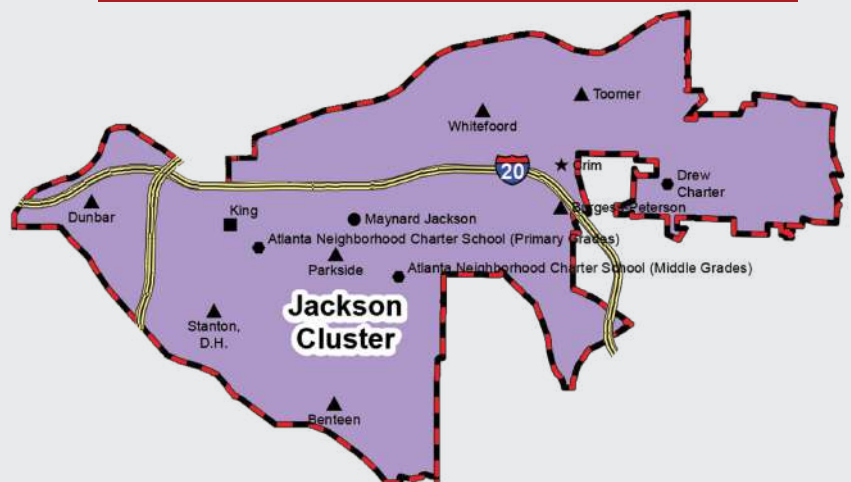 Toomer
Whitefoord
20
Crim
Drew
Charter
Dunbar
King
Maynard Jackson
Burgess-Peterson
Atlanta Neighborhood Charter School (Primary Grades)
Parkside
Atlanta Neighborhood Charter School (Middle Grades)
Jackson
Cluster
Stanton,
D.H.
Benteen